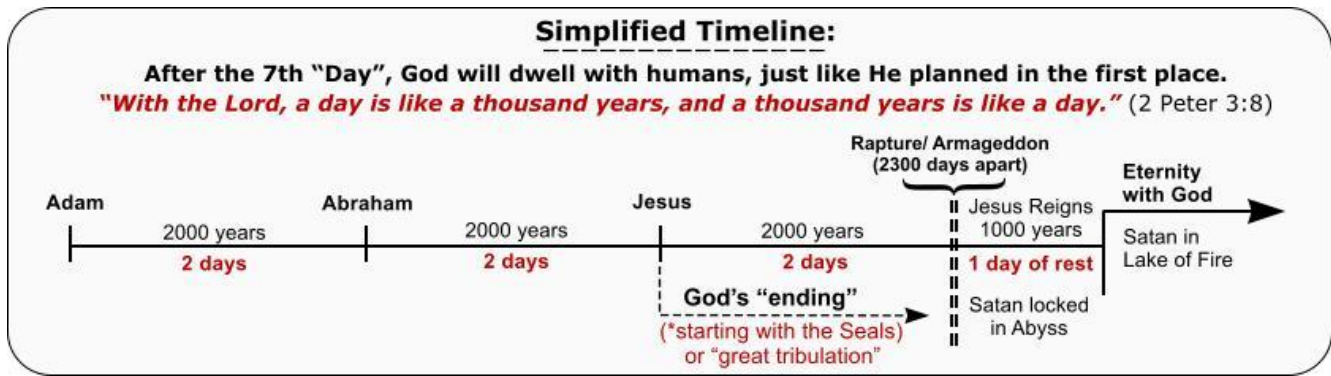 Simplified Timeline:
After the 7th “Day”, God will dwell with humans, just like He planned in the first place.
“With the Lord, a day is like a thousand years, and a thousand years is like a day.” (2 Peter 3:8)
Rapture/ Armageddon
(2300 days apart)
Adam
Abraham
Jesus
Eternity
with God
2000 years
2 days
2000 years
2 days
2000 years
2 days
Jesus Reigns
1000 years
1 day of rest
Satan in
Lake of Fire
God’s “ending”
(*starting with the Seals)
or “great tribulation”
Satan locked
in Abyss